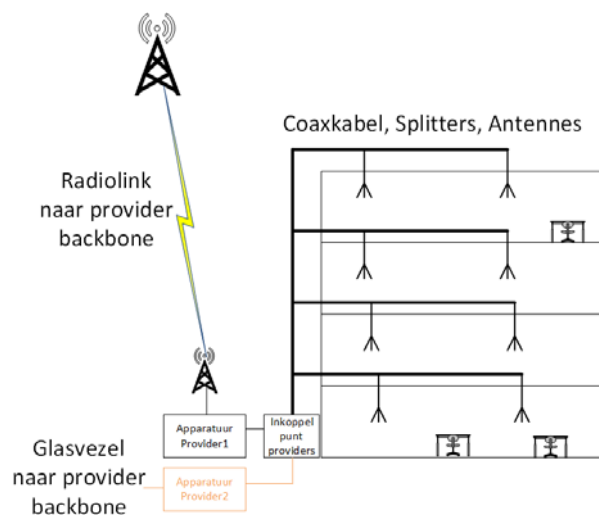 Coaxkabel, Splitters, Antennes
Radiolink
naar provider
backbone
Apparatuur
Provider1
Inkoppel
punt
providers
Glasvezel
naar provider
backbone
Apparatuur
Provider2